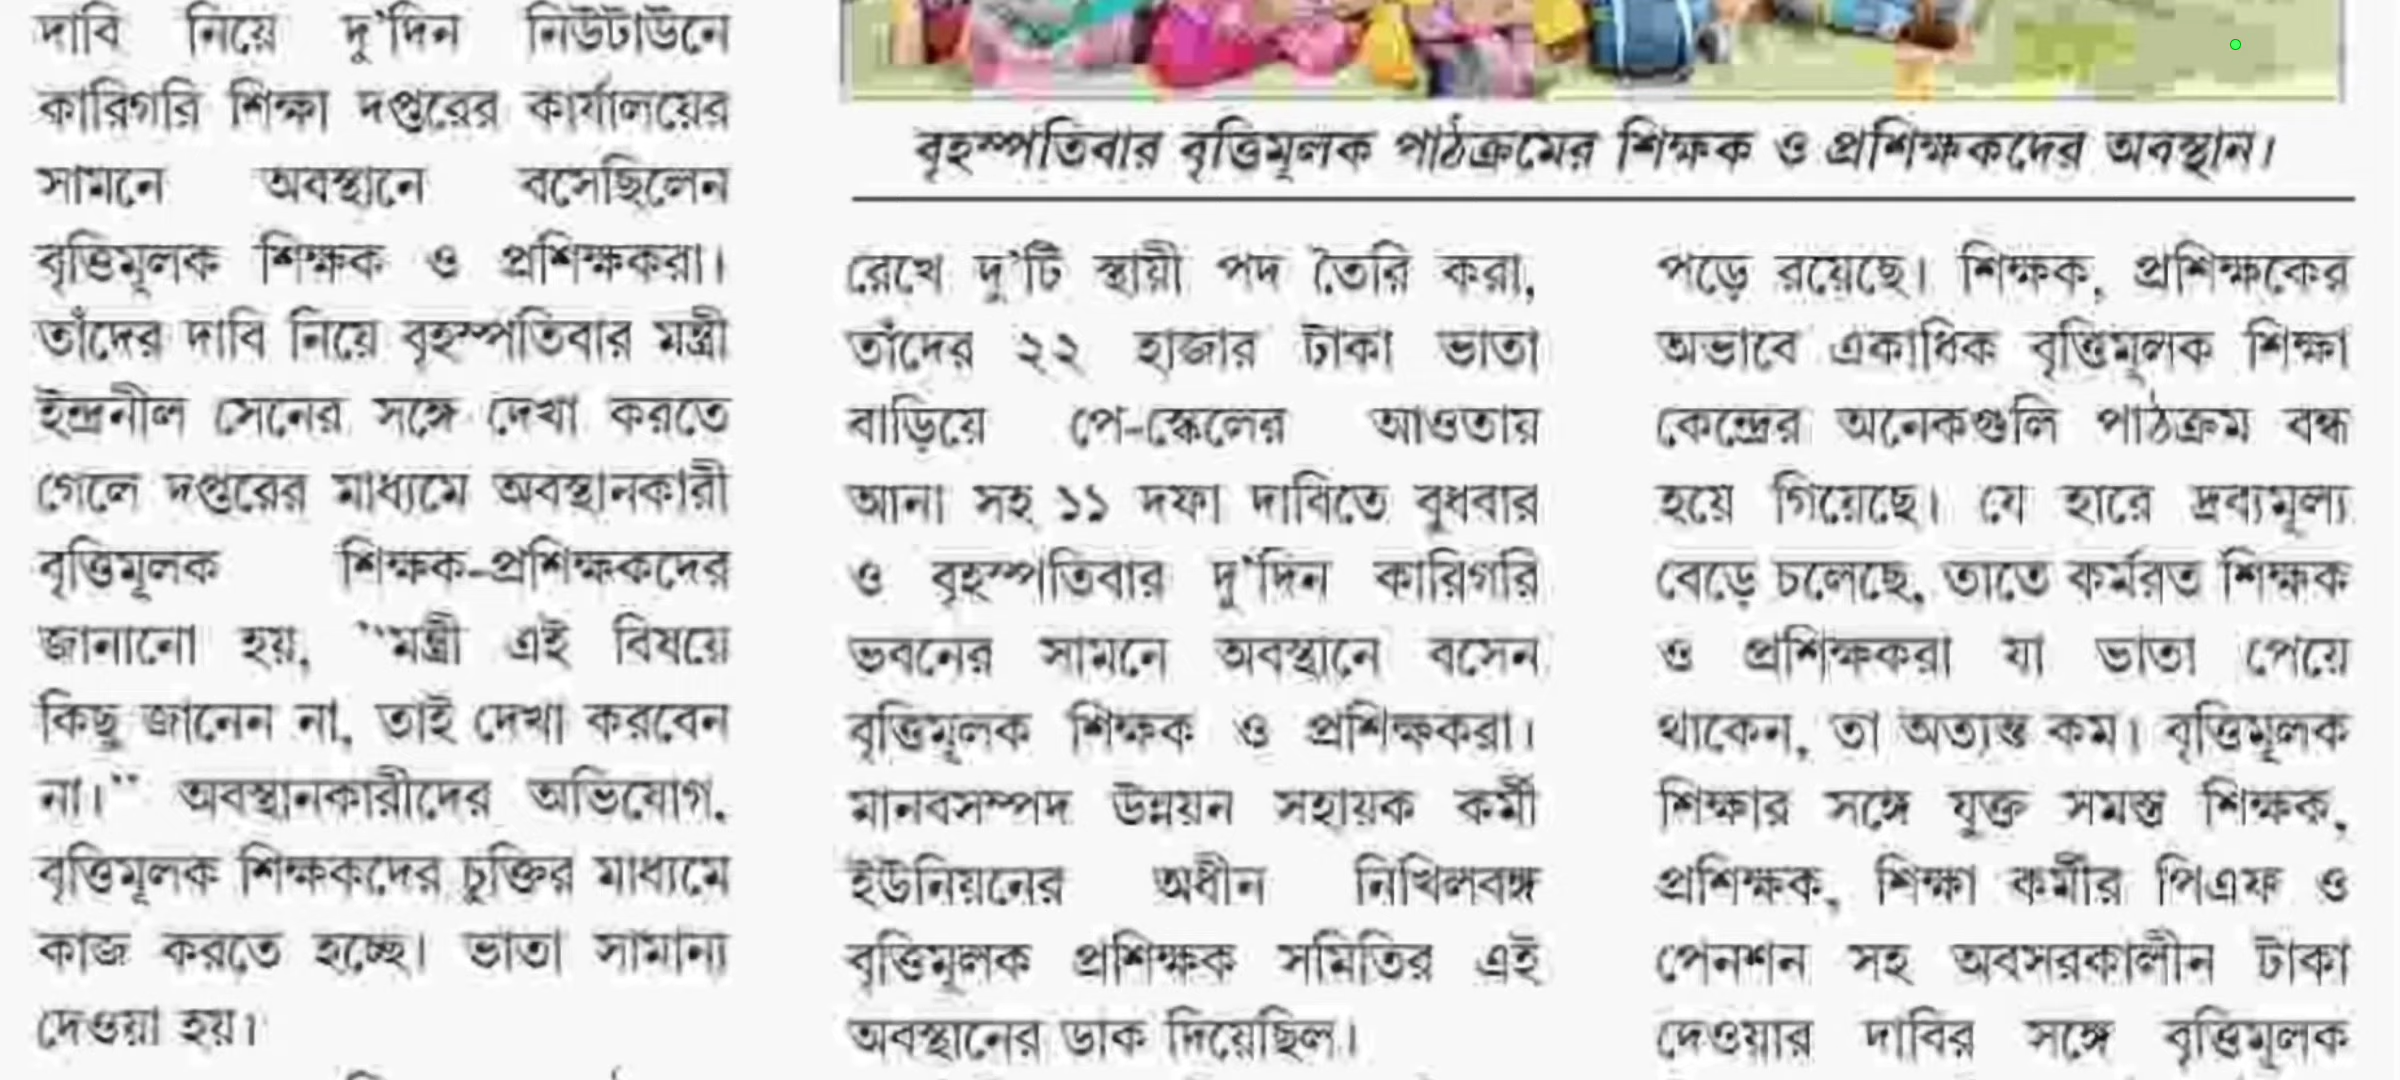 দাবি নিয়ে দু'দিন নিউটাউনে
কারিগরি শিক্ষা দপ্তরের কার্যালয়ের
সামনে অবস্থানে বসেছিলেন
বৃত্তিমূলক শিক্ষক ও প্রশিক্ষকরা।
তাঁদের দাবি নিয়ে বৃহস্পতিবার মন্ত্রী
ইন্দ্রনীল সেনের সঙ্গে দেখা করতে
গেলে দপ্তরের মাধ্যমে অবস্থানকারী
বৃত্তিমূলক শিক্ষক-প্রশিক্ষকদের
জানানো হয়, "মন্ত্রী এই বিষয়ে
কিছু জানেন না, তাই দেখা করবেন
না।" অবস্থানকারীদের অভিযোগ,
বৃত্তিমূলক শিক্ষকদের চুক্তির মাধ্যমে
কাজ করতে হচ্ছে। ভাতা সামান্য
দেওয়া হয়।
বৃহস্পতিবার বৃত্তিমূলক পাঠক্রমের শিক্ষক ও প্রশিক্ষকদের অবস্থান।
রেখে দু'টি স্থায়ী পদ তৈরি করা,
তাঁদের ২২ হাজার টাকা ভাতা
বাড়িয়ে পে-স্কেলের আওতায়
আনা সহ ১১ দফা দাবিতে বুধবার
ও বৃহস্পতিবার দু'দিন কারিগরি
ভবনের সামনে অবস্থানে বসেন
বৃত্তিমূলক শিক্ষক ও প্রশিক্ষকরা।
মানবসম্পদ উন্নয়ন সহায়ক কর্মী
ইউনিয়নের অধীন নিখিলবঙ্গ
বৃত্তিমূলক প্রশিক্ষক সমিতির এই
অবস্থানের ডাক দিয়েছিল।
পড়ে রয়েছে। শিক্ষক, প্রশিক্ষকের
অভাবে একাধিক বৃত্তিমূলক শিক্ষা
কেন্দ্রের অনেকগুলি পাঠক্রম বন্ধ
হয়ে গিয়েছে। যে হারে দ্রব্যমূল্য
বেড়ে চলেছে, তাতে কর্মরত শিক্ষক
ও প্রশিক্ষকরা যা ভাতা পেয়ে
থাকেন, তা অত্যন্ত কম। বৃত্তিমূলক
শিক্ষার সঙ্গে যুক্ত সমস্ত শিক্ষক,
প্রশিক্ষক, শিক্ষা কর্মীর পিএফ ও
পেনশন সহ অবসরকালীন টাকা
দেওয়ার দাবির সঙ্গে বৃত্তিমূলক